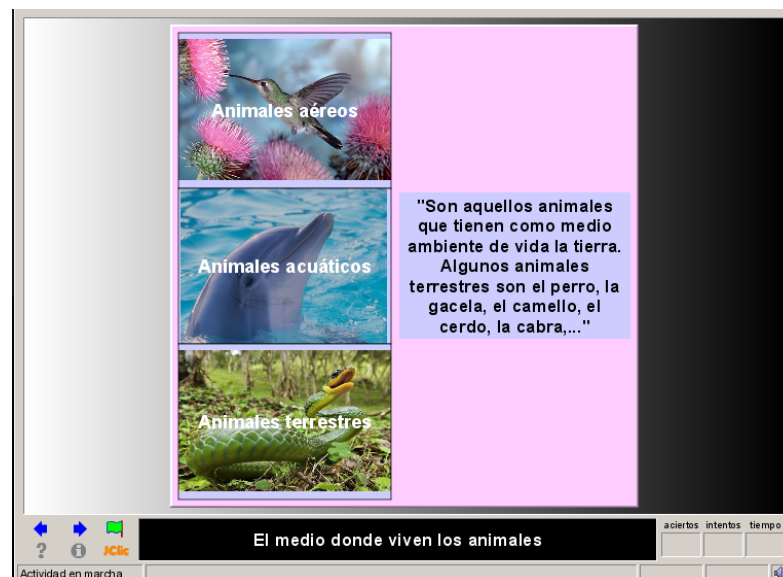 Animales aéreos
Animales acuáticos
Animales terrestres
"Son aquellos animales
que tienen como medio
ambiente de vida la tierra.
Algunos animales
terrestres son el perro, la
gacela, el camello, el
cerdo, la cabra,..."
? i JClic
El medio donde viven los animales
aciertos intentos tiempo
Actividad en marcha